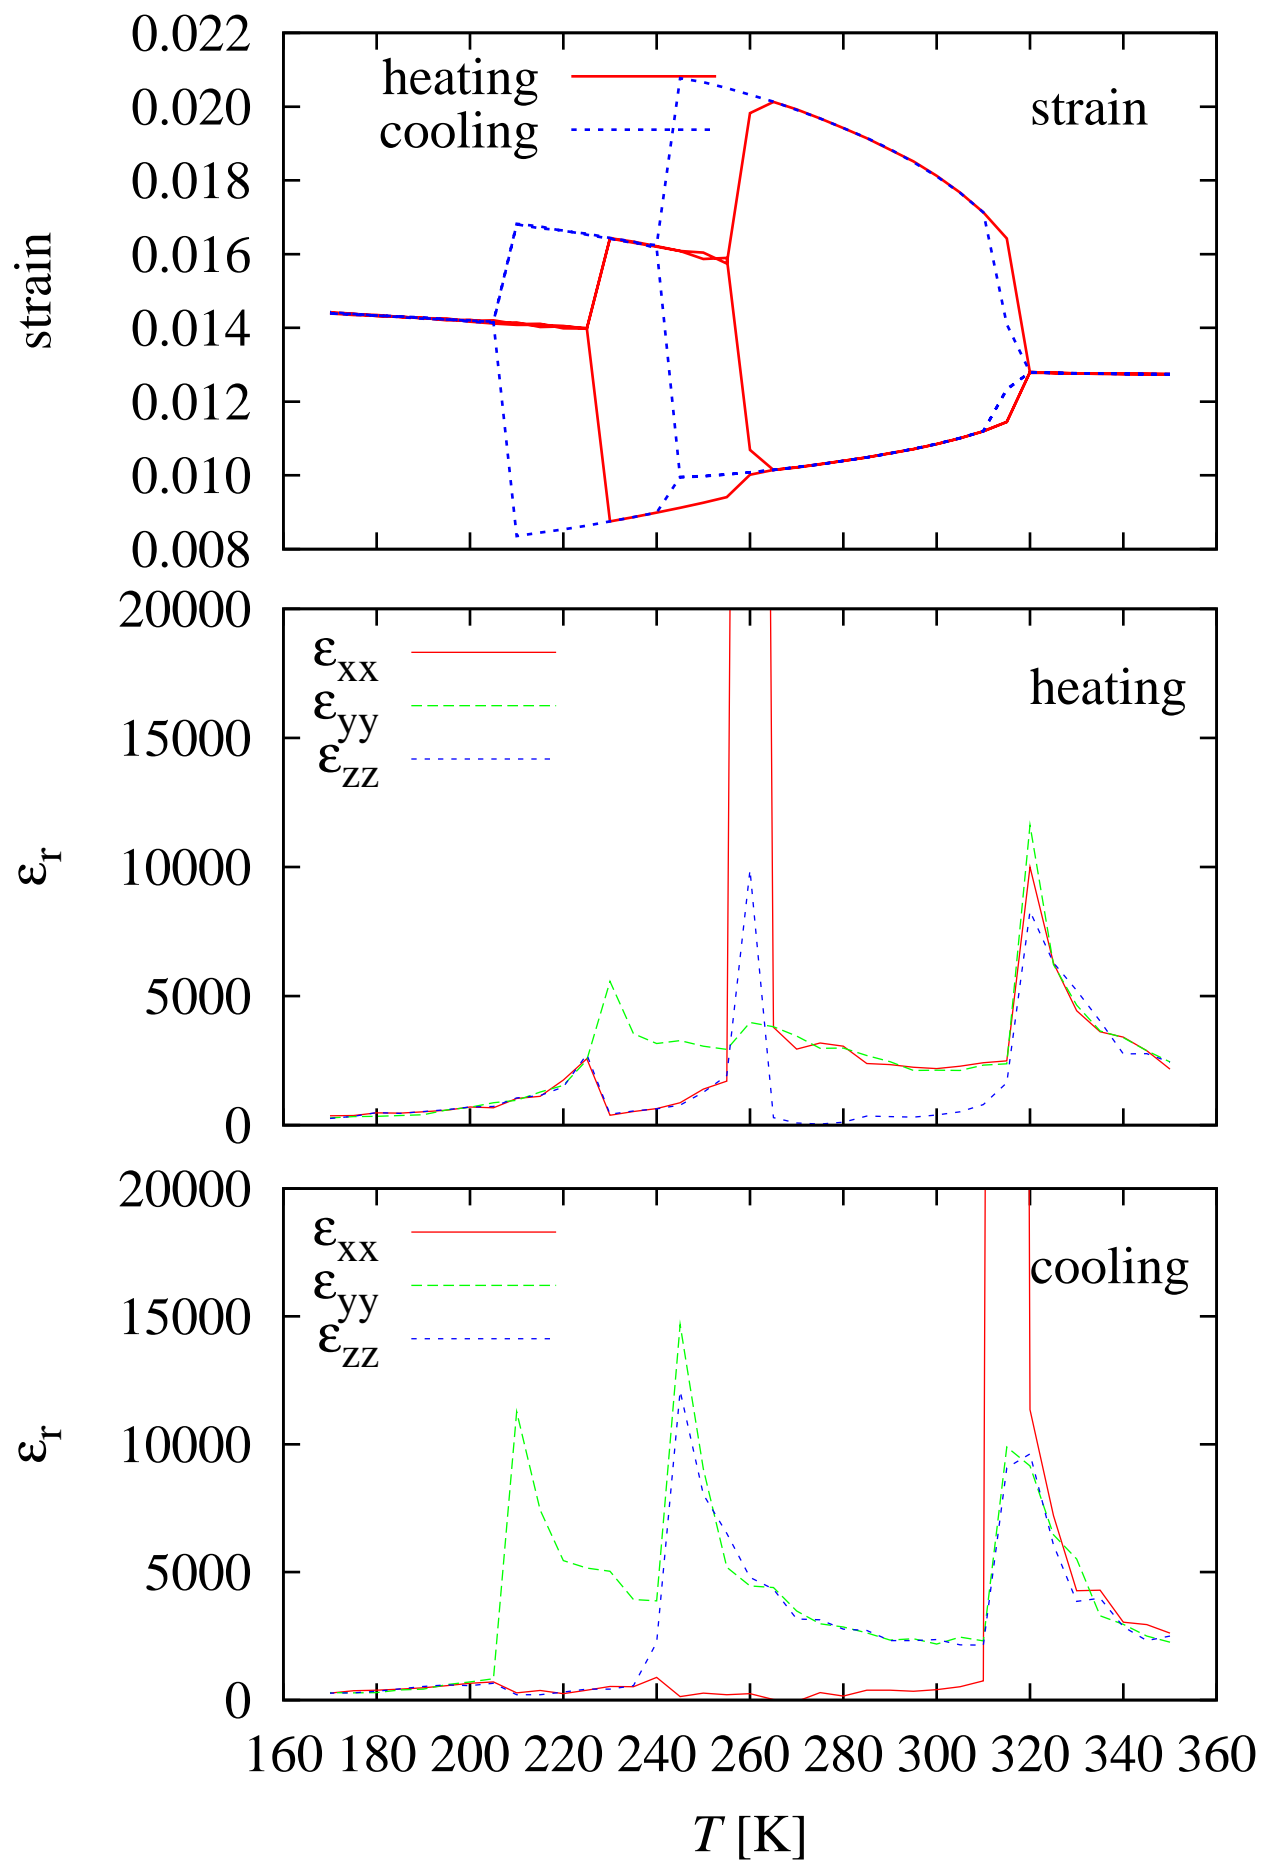 0.022
0.020
0.018
0.016
0.014
0.012
0.010
0.008
strain
heating
cooling
strain
20000
15000
10000
5000
0
εr
εxx
εyy
εzz
heating
20000
15000
10000
5000
0
εr
εxx
εyy
εzz
cooling
160 180 200 220 240 260 280 300 320 340 360
T [K]